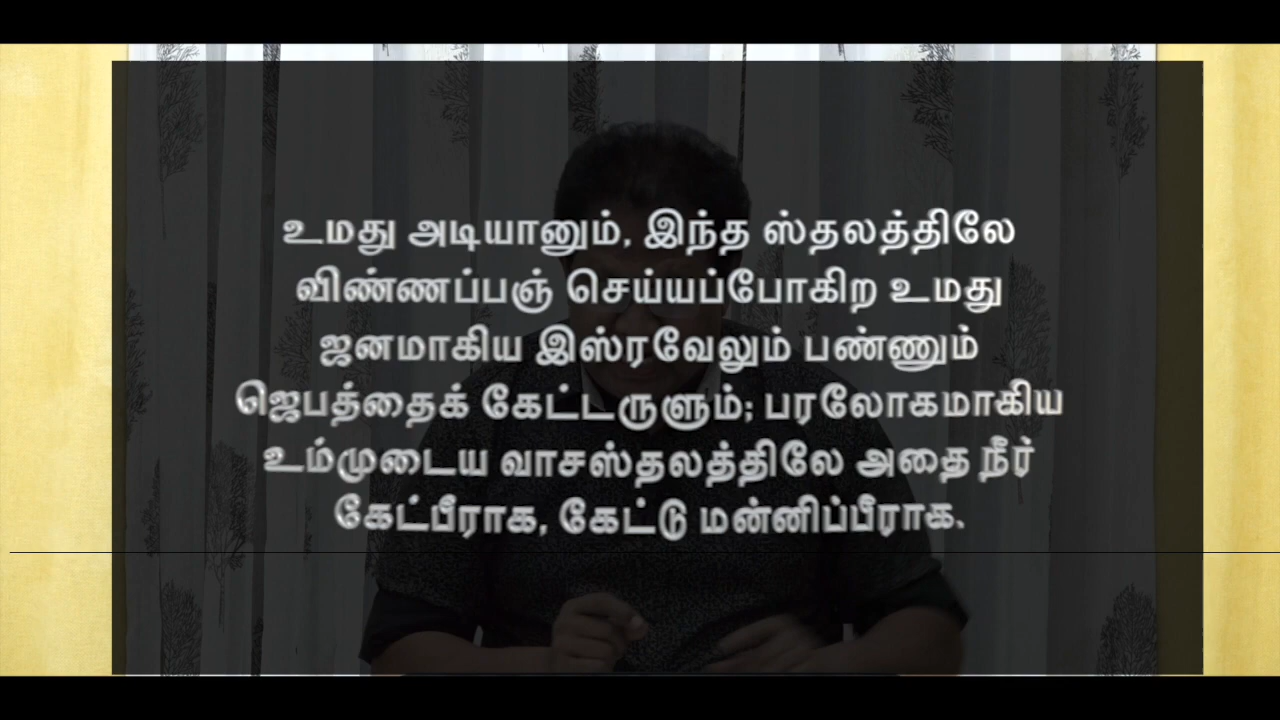 உமது அடியானும், இந்த ஸ்தலத்திலே
விண்ணப்பஞ் செய்யப்போகிற உமது
ஜனமாகிய இஸ்ரவேலும் பண்ணும்
ஜெபத்தைக் கேட்டருளும்; பரலோகமாகிய
உம்முடைய வாசஸ்தலத்திலே அதை நீர்
கேட்பீராக, கேட்டு மன்னிப்பீராக.